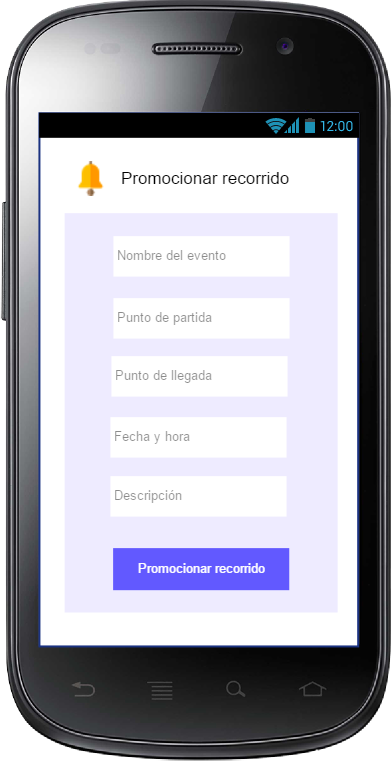 12:00
Promocionar recorrido
Nombre del evento
Punto de partida
Punto de llegada
Fecha y hora
Descripción
Promocionar recorrido